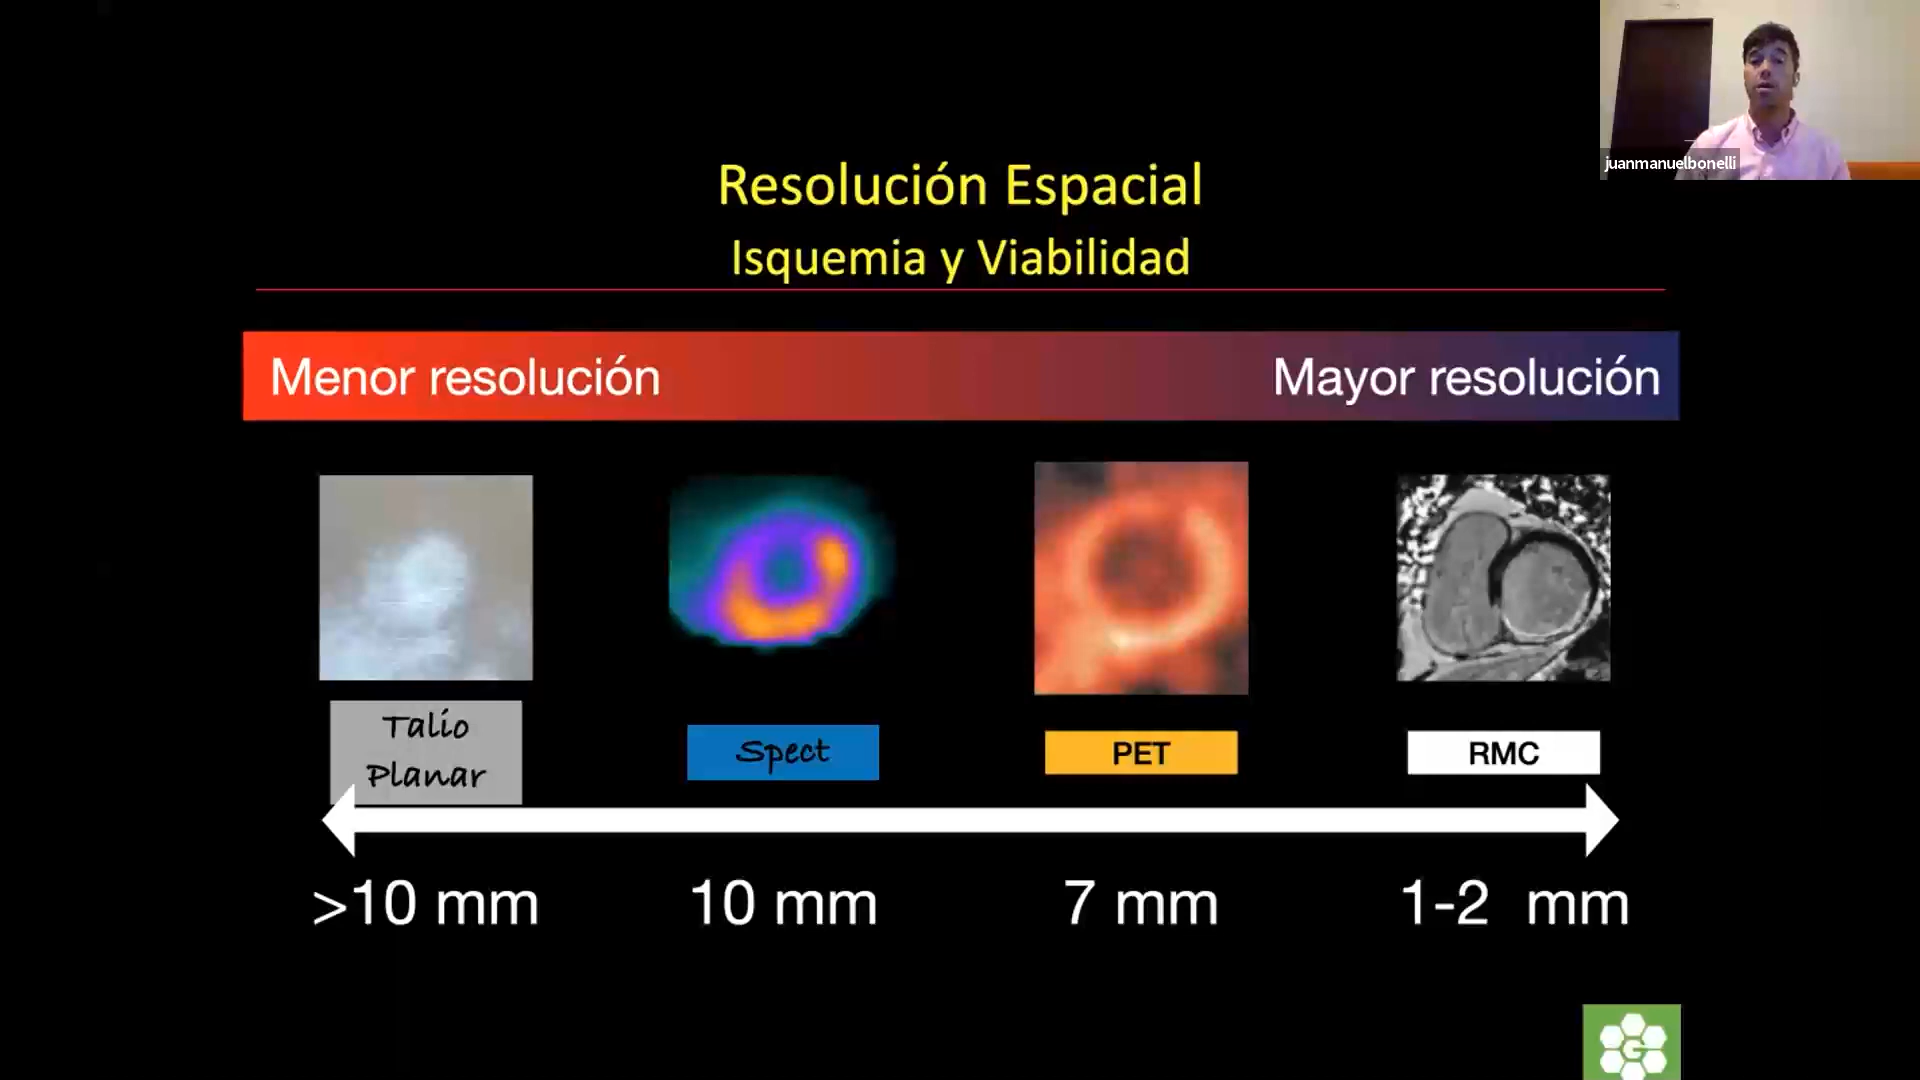 juanmanuelbonelli
Resolución Espacial
Isquemia y Viabilidad
Menor resolución
Mayor resolución
Talio
Planar
Spect
PET
RMC
>10 mm
10 mm
7 mm
1-2 mm
G